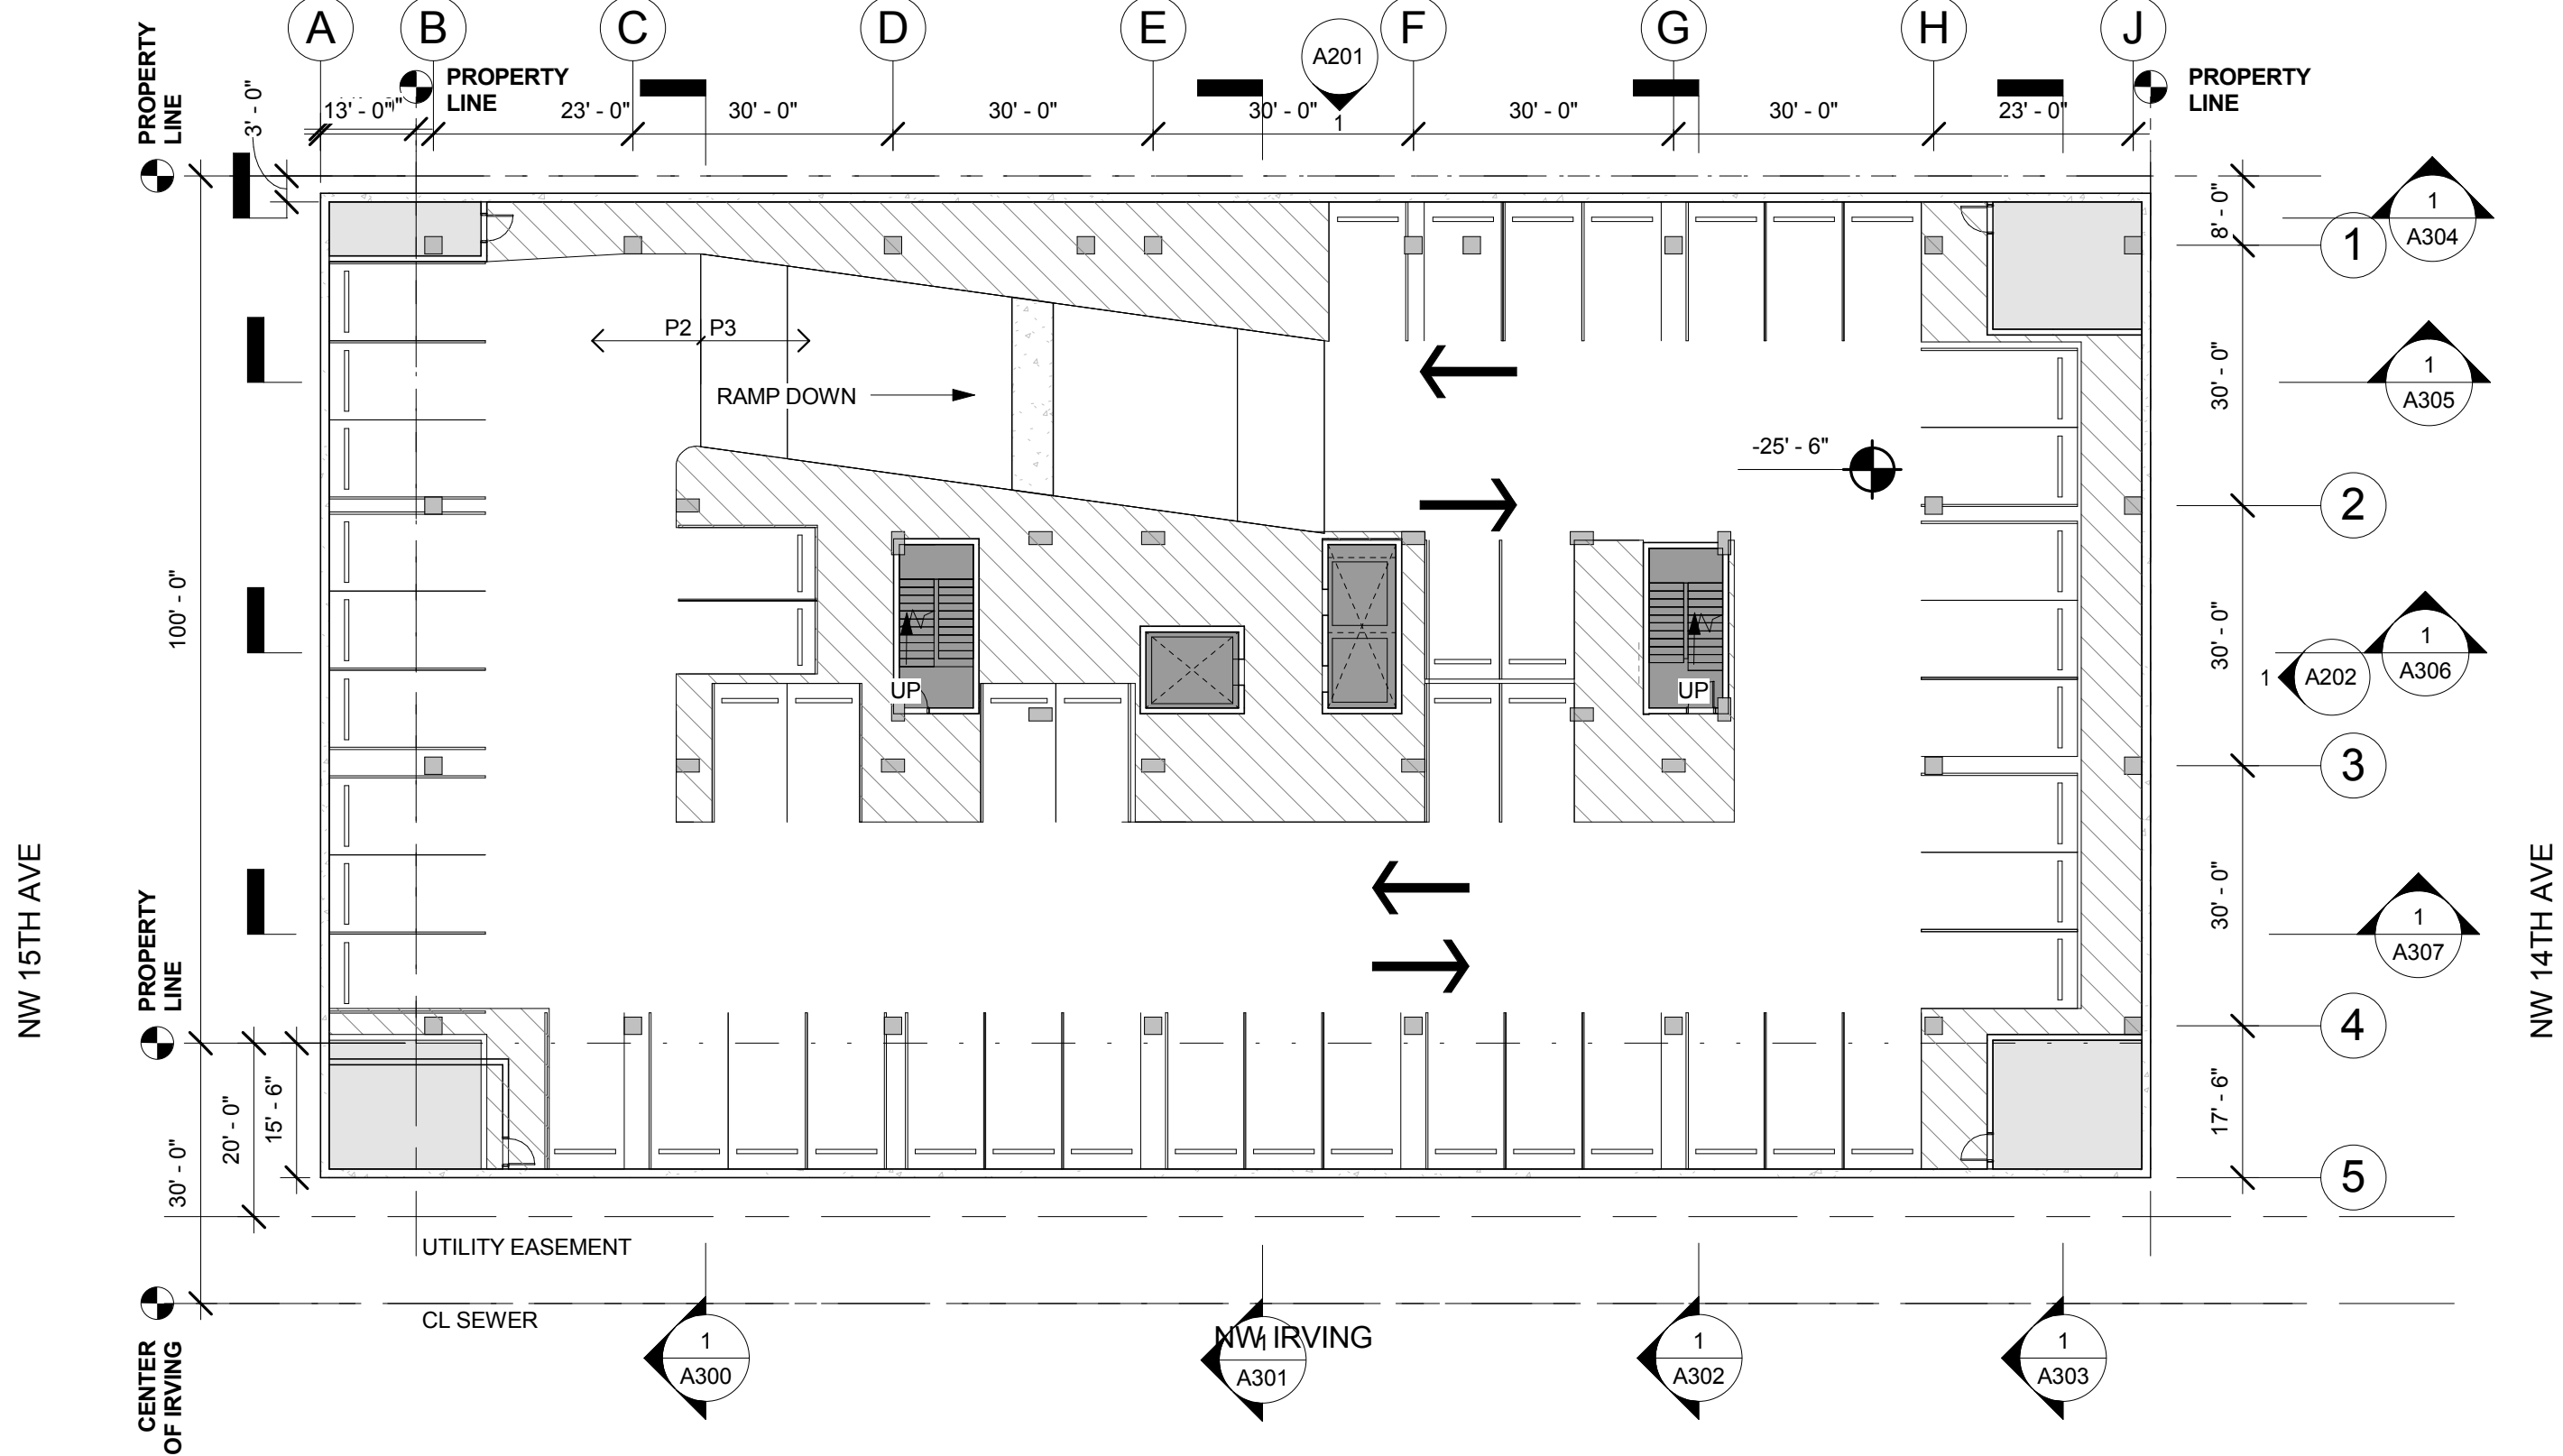 A
B
C
D
E
F
G
H
J
A201
1
PROPERTY
LINE
PROPERTY
LINE
PROPERTY
LINE
3' - 0"
13' - 0"
23' - 0"
30' - 0"
30' - 0"
30' - 0"
30' - 0"
30' - 0"
23' - 0"
8' - 0"
1
1
A304
P2
P3
RAMP DOWN
30' - 0"
1
A305
-25' - 6"
2
100' - 0"
30' - 0"
1
A306
1
A202
UP
UP
3
NW 15TH AVE
NW 14TH AVE
30' - 0"
1
A307
PROPERTY
LINE
4
30' - 0"
20' - 0"
15' - 6"
17' - 6"
5
UTILITY EASEMENT
CL SEWER
NW IRVING
CENTER
OF IRVING
1
A300
1
A301
1
A302
1
A303